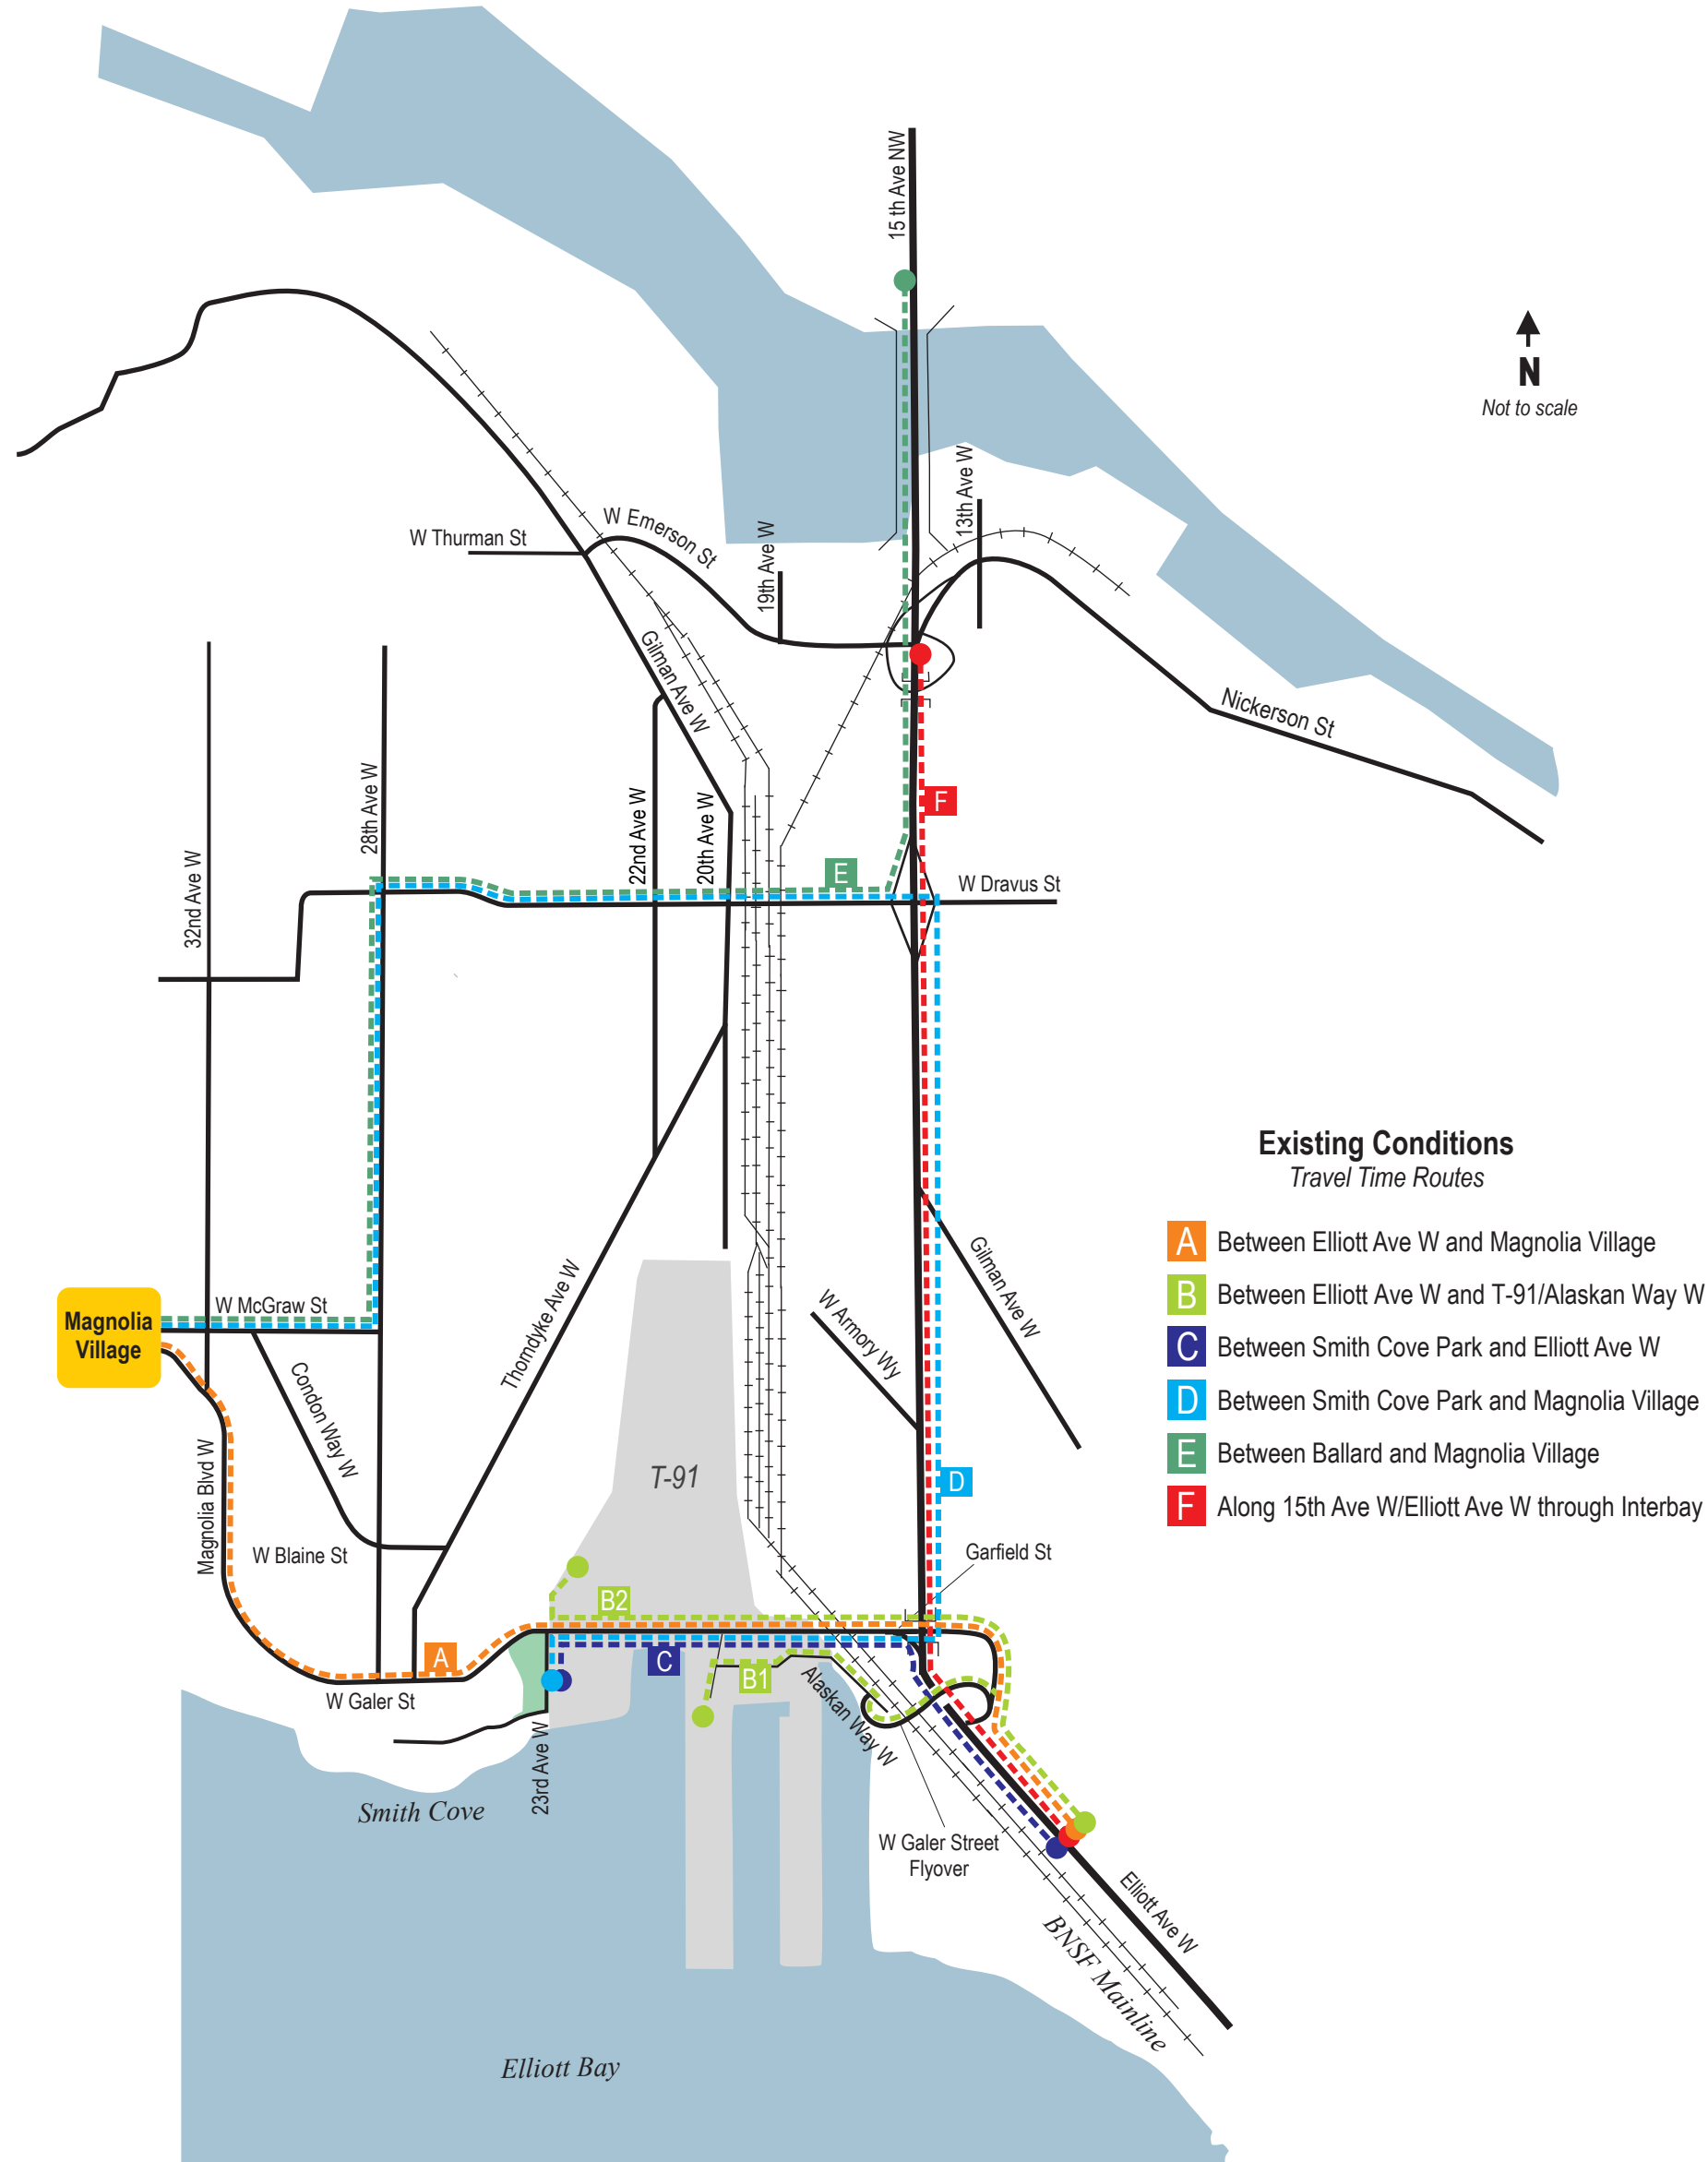 15 th Ave NW
N
Not to scale
13th Ave W
W Emerson St
W Thurman St
19th Ave W
Gilman Ave W
Nickerson St
28th Ave W
22nd Ave W
20th Ave W
F
32nd Ave W
E
W Dravus St
Existing Conditions
Travel Time Routes
A Between Elliott Ave W and Magnolia Village
B Between Elliott Ave W and T-91/Alaskan Way W
C Between Smith Cove Park and Elliott Ave W
D Between Smith Cove Park and Magnolia Village
E Between Ballard and Magnolia Village
F Along 15th Ave W/Elliott Ave W through Interbay
Gilman Ave W
Thorndyke Ave W
W McGraw St
Magnolia
Village
W Armory Wy
Condon Way W
T-91
D
Magnolia Blvd W
W Blaine St
Garfield St
B2
A
C
B1
W Galer St
Alaskan Way W
23rd Ave W
Smith Cove
W Galer Street
Flyover
Elliott Ave W
BNSF Mainline
Elliott Bay